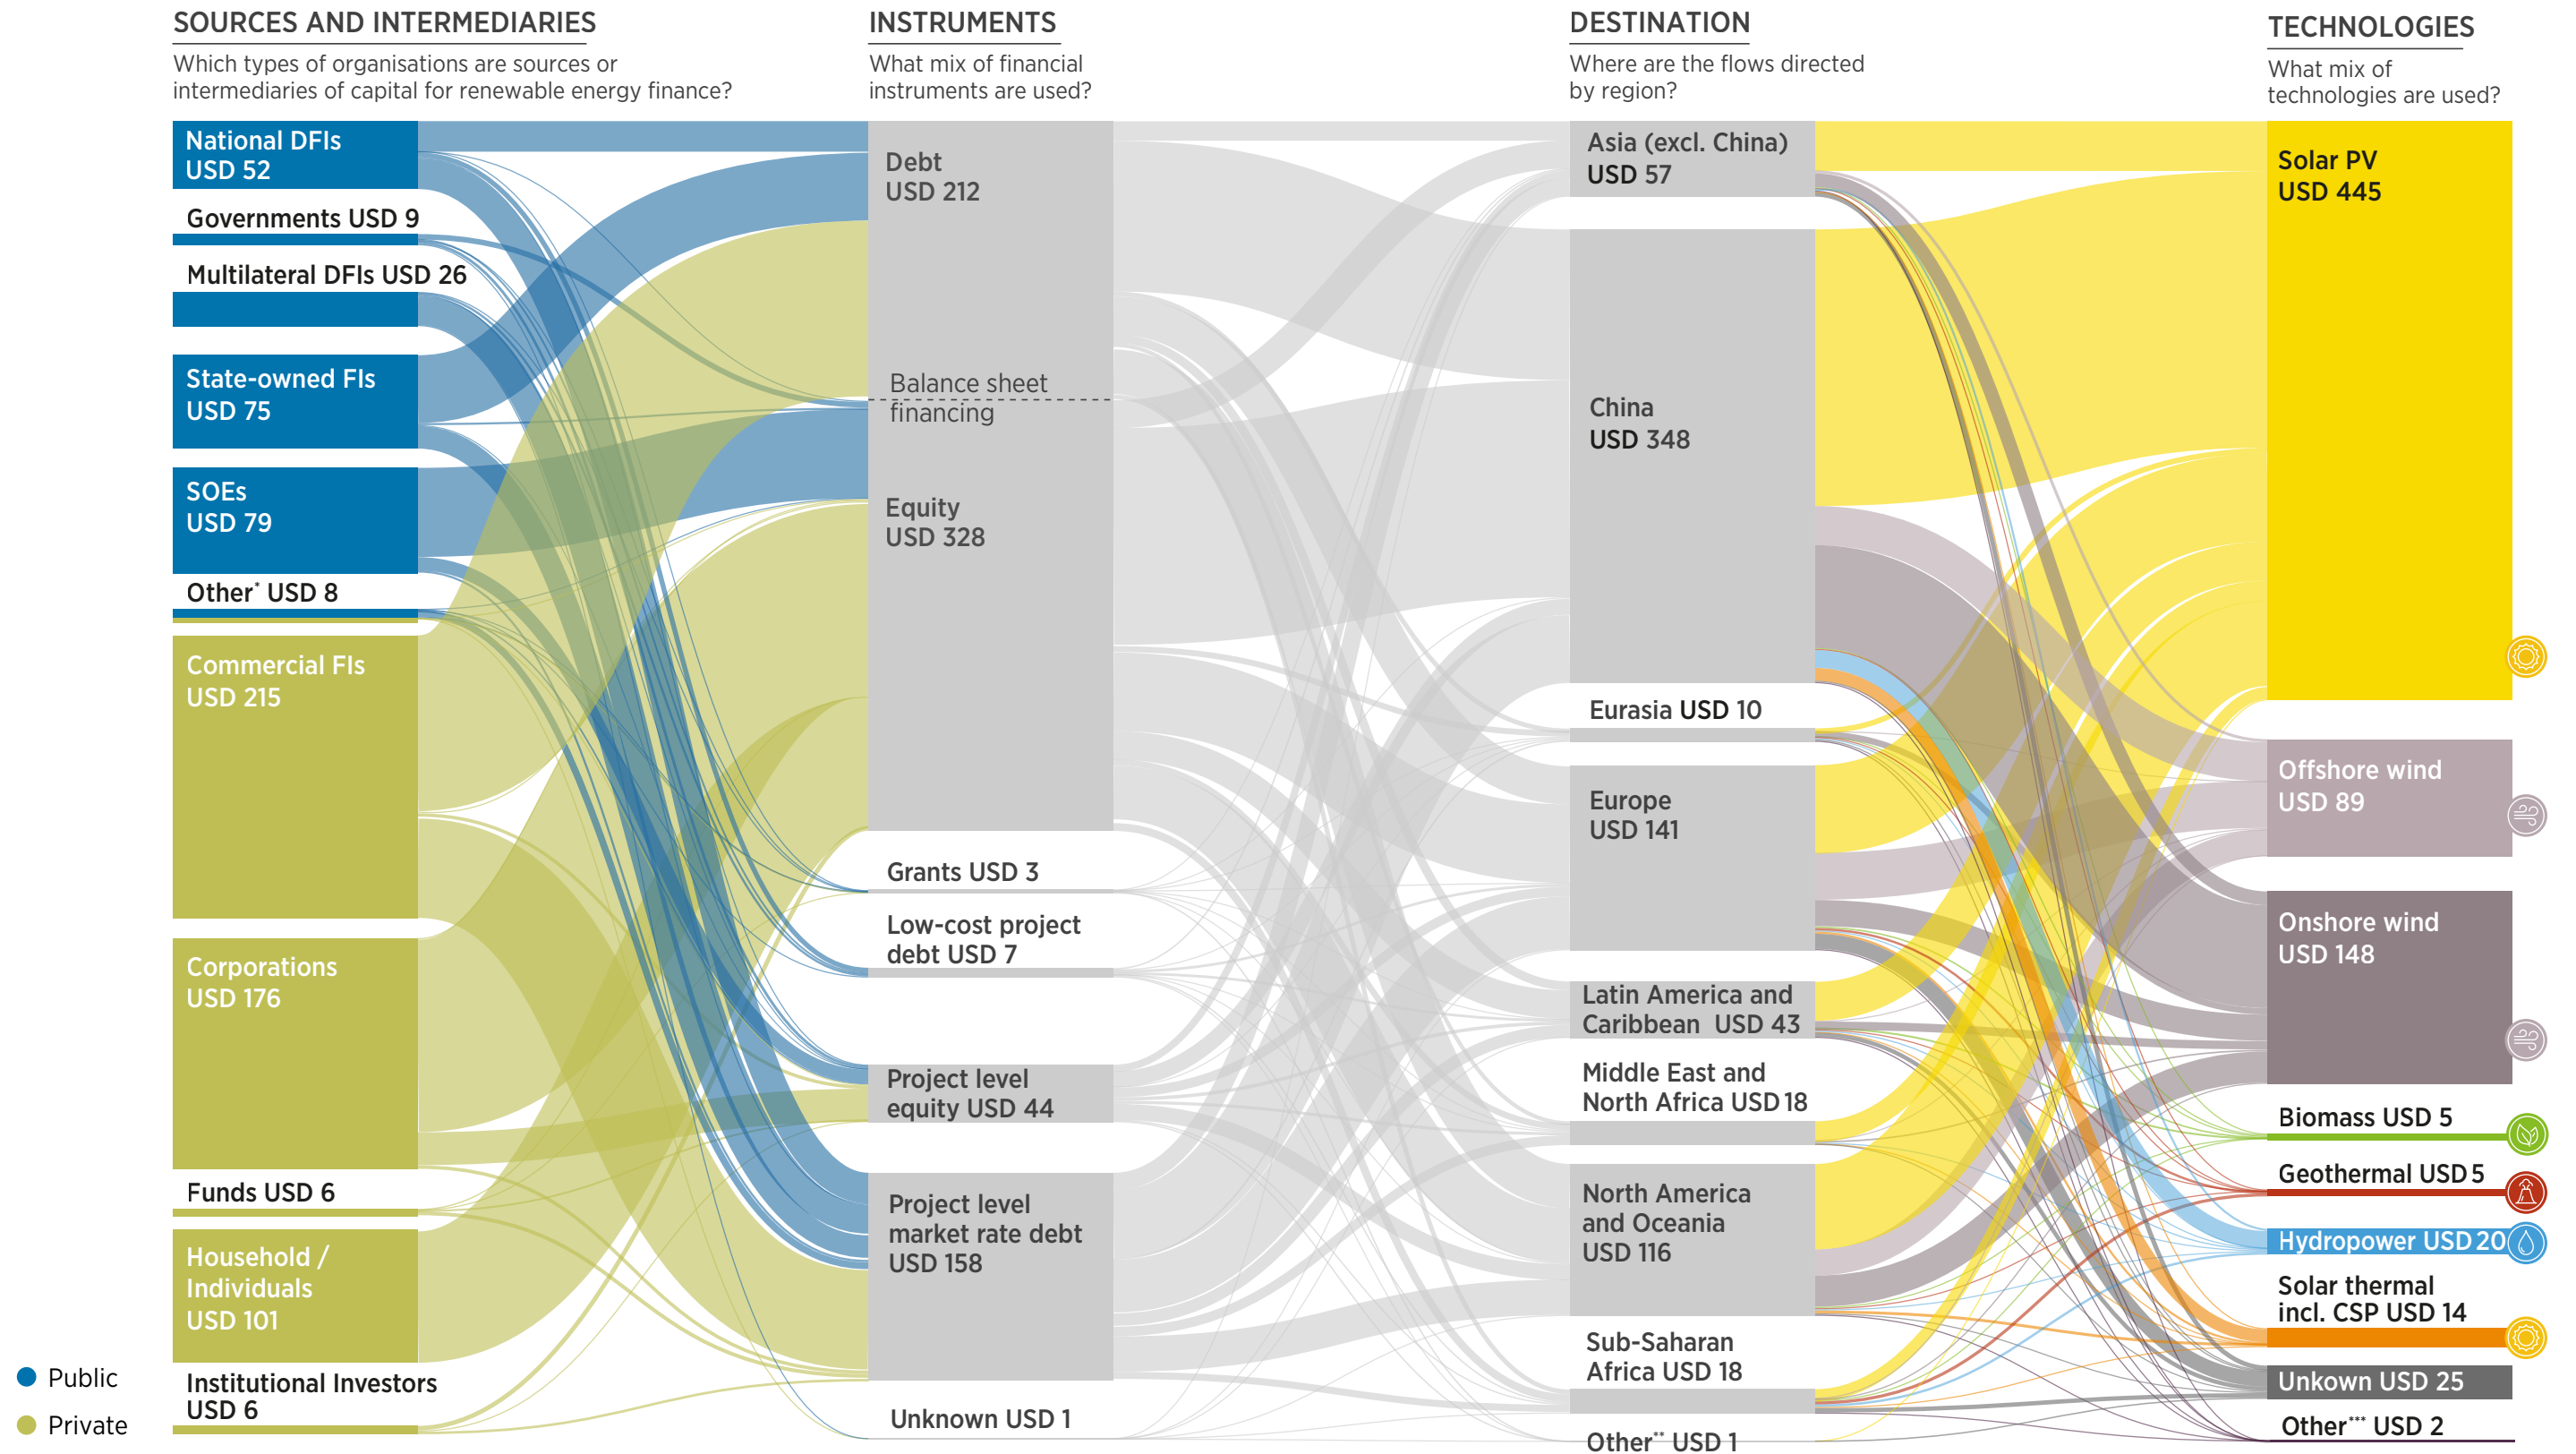 SOURCES AND INTERMEDIARIES
Which types of organisations are sources or
intermediaries of capital for renewable energy finance?
National DFIs
USD 52
Governments USD 9
Multilateral DFIs USD 26
State-owned FIs
USD 75
SOEs
USD 79
Other* USD 8
Commercial FIs
USD 215
Corporations
USD 176
Funds USD 6
Household /
Individuals
USD 101
Institutional Investors
USD 6
Public
Private
INSTRUMENTS
What mix of financial
instruments are used?
Debt
USD 212
Balance sheet
financing
Equity
USD 328
Grants USD 3
Low-cost project
debt USD 7
Project level
equity USD 44
Project level
market rate debt
USD 158
Unknown USD 1
DESTINATION
Where are the flows directed
by region?
Asia (excl. China)
USD 57
China
USD 348
Eurasia USD 10
Europe
USD 141
Latin America and
Caribbean USD 43
Middle East and
North Africa USD 18
North America
and Oceania
USD 116
Sub-Saharan
Africa USD 18
Other** USD 1
TECHNOLOGIES
What mix of
technologies are used?
Solar PV
USD 445
Offshore wind
USD 89
Onshore wind
USD 148
Biomass USD 5
Geothermal USD 5
Hydropower USD 20
Solar thermal
incl. CSP USD 14
Unkown USD 25
Other*** USD 2